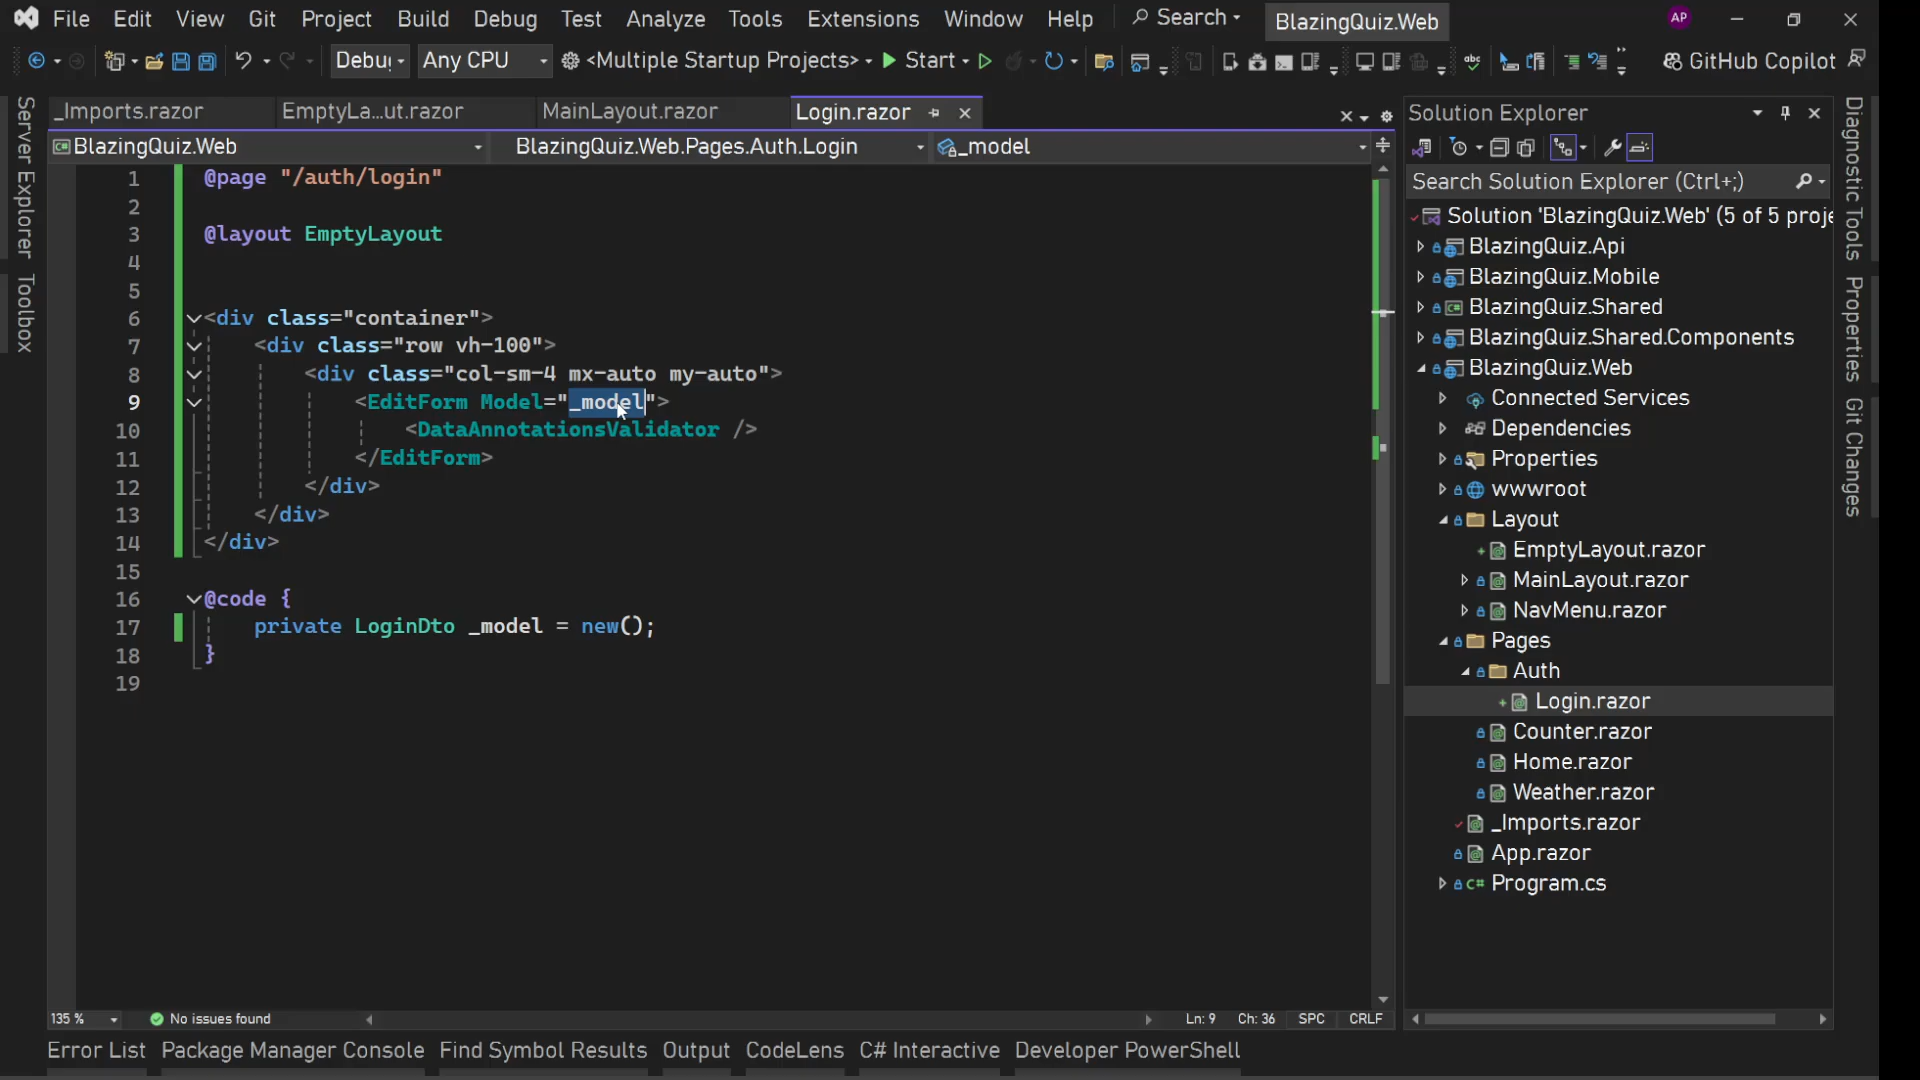 File Edit View Git Project Build Debug Test Analyze Tools Extensions Window Help Search BlazingQuiz.Web AP
Debug Any CPU <Multiple Startup Projects> Start GitHub Copilot
Server Explorer
Toolbox
_Imports.razor EmptyLa...ut.razor MainLayout.razor Login.razor
BlazingQuiz.Web BlazingQuiz.Web.Pages.Auth.Login _model
1 @page "/auth/login"
2
3 @layout EmptyLayout
4
5
6 <div class="container">
7 <div class="row vh-100">
8 <div class="col-sm-4 mx-auto my-auto">
9 <EditForm Model="_model">
10 <DataAnnotationsValidator />
11 </EditForm>
12 </div>
13 </div>
14 </div>
15
16 @code {
17 private LoginDto _model = new();
18 }
19
135 % No issues found Ln: 9 Ch: 36 SPC CRLF
Solution Explorer
Search Solution Explorer (Ctrl+;)
Solution 'BlazingQuiz.Web' (5 of 5 proje
BlazingQuiz.Api
BlazingQuiz.Mobile
BlazingQuiz.Shared
BlazingQuiz.Shared.Components
BlazingQuiz.Web
Connected Services
Dependencies
Properties
wwwroot
Layout
EmptyLayout.razor
MainLayout.razor
NavMenu.razor
Pages
Auth
Login.razor
Counter.razor
Home.razor
Weather.razor
_Imports.razor
App.razor
Program.cs
Diagnostic Tools
Properties
Git Changes
Error List Package Manager Console Find Symbol Results Output CodeLens C# Interactive Developer PowerShell